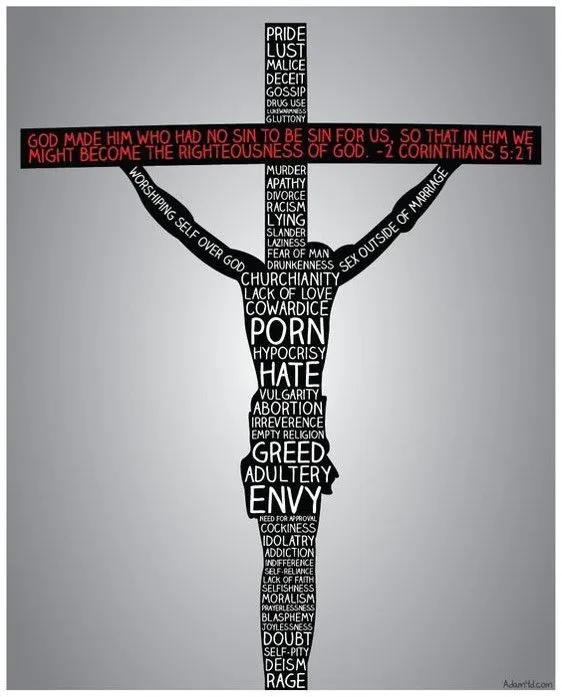 PRIDE
LUST
MALICE
DECEIT
GOSSIP
DRUG USE
LUKEWARMNESS
GLUTTONY
GOD MADE HIM WHO HAD NO SIN TO BE SIN FOR US, SO THAT IN HIM WE
MIGHT BECOME THE RIGHTEOUSNESS OF GOD. -2 CORINTHIANS 5:21
MURDER
APATHY
DIVORCE
RACISM
LYING
SLANDER
LAZINESS
FEAR OF MAN
DRUNKENNESS
WORSHIPING SELF OVER GOD
SEX OUTSIDE OF MARRIAGE
CHURCHIANITY
LACK OF LOVE
COWARDICE
PORN
HYPOCRISY
HATE
VULGARITY
ABORTION
IRREVERENCE
EMPTY RELIGION
GREED
ADULTERY
ENVY
NEED FOR APPROVAL
COCKINESS
IDOLATRY
ADDICTION
INDIFFERENCE
SELF-RELIANCE
LACK OF FAITH
SELFISHNESS
MORALISM
PRAYERLESSNESS
BLASPHEMY
JOYLESSNESS
DOUBT
SELF-PITY
DEISM
RAGE
Adam4d.com